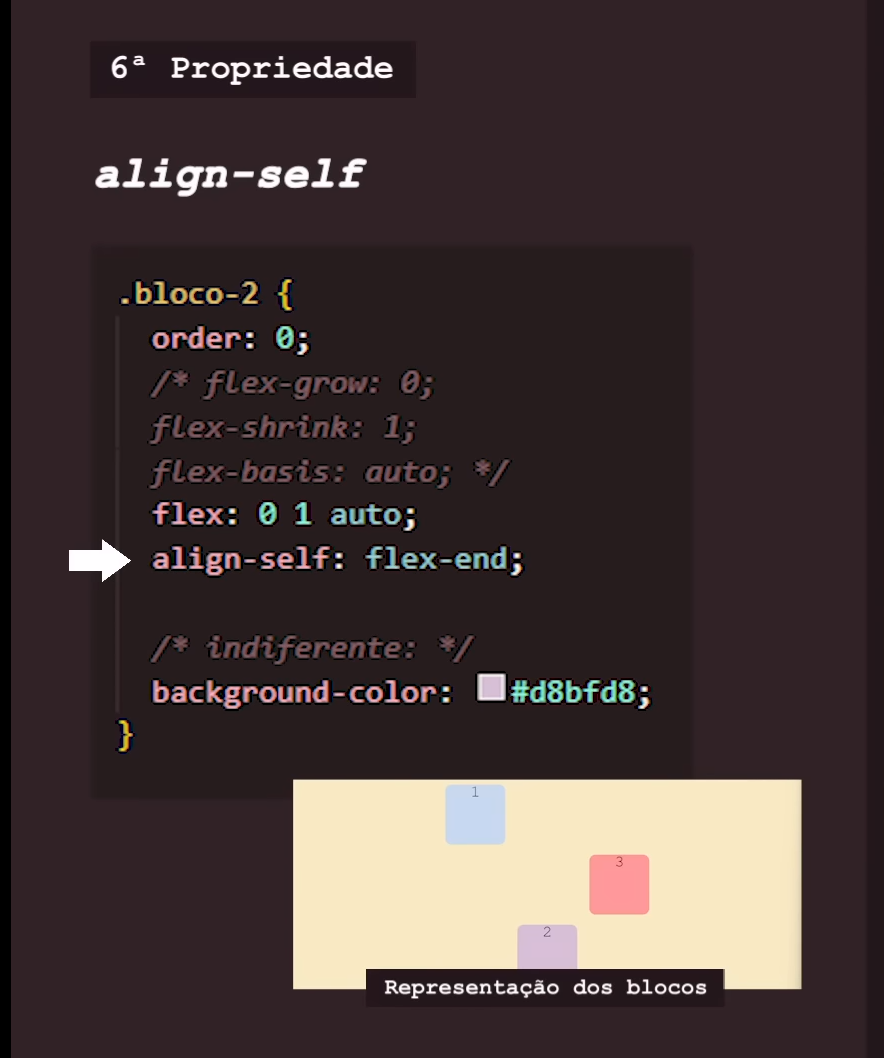 6ª Propriedade
align-self
.bloco-2 {
order: 0;
/* flex-grow: 0;
flex-shrink: 1;
flex-basis: auto; */
flex: 0 1 auto;
align-self: flex-end;
/* indiferente: */
background-color: #d8bfd8;
}
1
3
2
Representação dos blocos